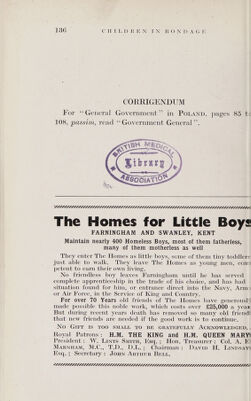 136 CHILDREN IN BONDAGE
CORRIGENDUM
For "General Government" in POLAND, pages 85 t
108, passim, read "Government General".
BRITISH MEDICAL
Library
ASSOCIATION
The Homes for Little Boys
FARNINGHAM AND SWANLEY, KENT
Maintain nearly 400 Homeless Boys, most of them fatherless,
many of them motherless as well
They enter The Homes as little boys, some of them tiny toddlers
just able to walk. They leave The Homes as young men, com
petent to earn their own living.
No friendless boy leaves Farningham until he has served
complete apprenticeship in the trade of his choice, and has had
situation found for him, or entrance direct into the Navy, Arm
or Air Force, in the Service of King and Country.
For over 70 Years old friends of The Homes have generously
made possible this noble work, which costs over £25,000 a yea
But during recent years death has removed so many old friends
that new friends are needed if the good work is to continue.
NO GIFT IS TOO SMALL TO BE GRATEFULLY ACKNOWLEDGED.
Royal Patrons: H.M. THE KING and H.M. QUEEN MARY
President: W. LINTS SMITH, Esq.; Hon. Treasurer: Col. A. E
MARNHAM, M.C., T.D., D.L.; Chairman: DAVID H. LINDSAY
Esq.; Secretary: JOHN ARTHUR BELL.